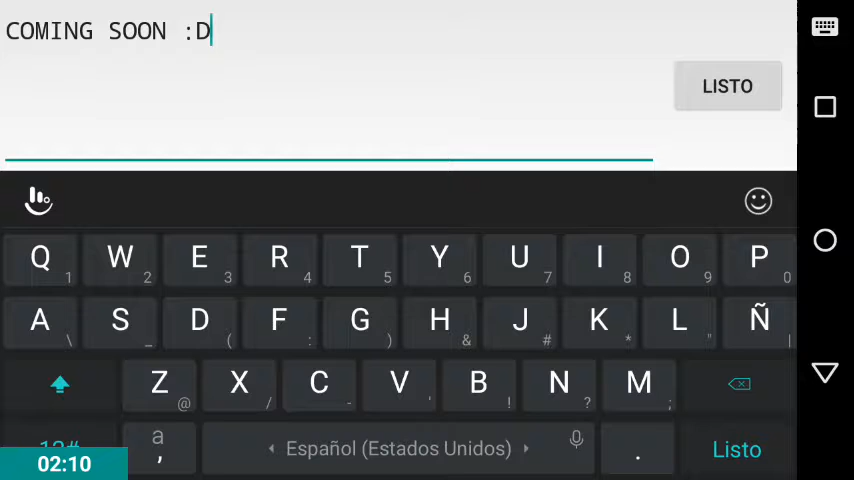 COMING SOON :D
LISTO
Q W E R T Y U I O P
1 2 3 4 5 6 7 8 9 0
A S D F G H J K L Ñ
\ _ ( : ) & # * " |
Z X C V B N M
@ / - ' ! ? ;
12#
a
, Español (Estados Unidos) . Listo
02:10